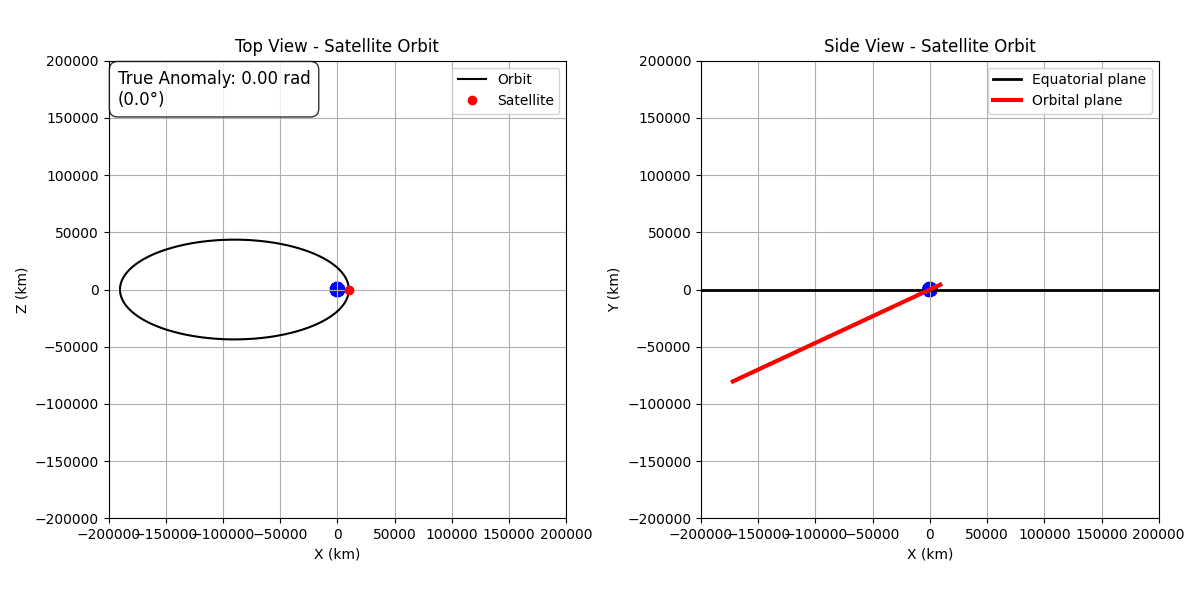 Top View - Satellite Orbit
True Anomaly: 0.00 rad
(0.0°)
Orbit
Satellite
200000
150000
100000
50000
0
−50000
−100000
−150000
−200000
Z (km)
−200000 −150000 −100000 −50000 0 50000 100000 150000 200000
X (km)
Side View - Satellite Orbit
Equatorial plane
Orbital plane
200000
150000
100000
50000
0
−50000
−100000
−150000
−200000
Y (km)
−200000 −150000 −100000 −50000 0 50000 100000 150000 200000
X (km)